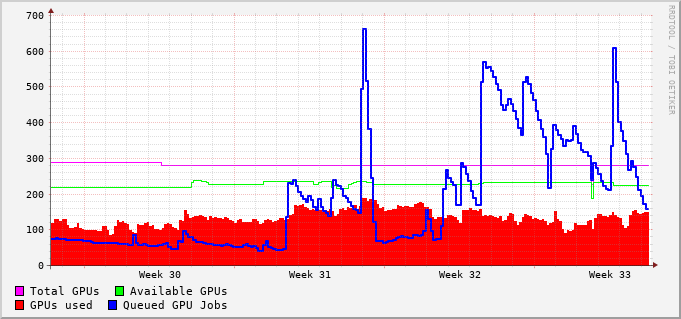 700
600
500
400
300
200
100
0
Week 30 Week 31 Week 32 Week 33
Total GPUs Available GPUs
GPUs used Queued GPU Jobs
RRDTOOL / TOBI OETIKER